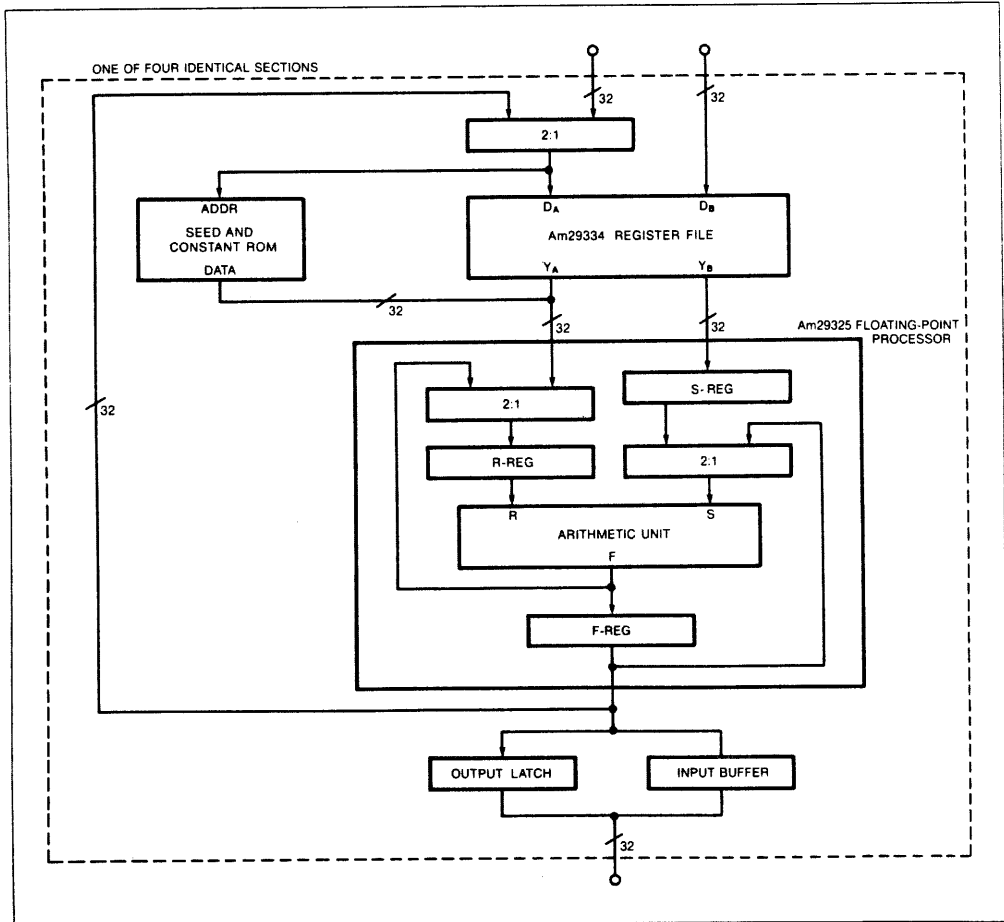 ONE OF FOUR IDENTICAL SECTIONS
32
32
2:1
ADDR
SEED AND
CONSTANT ROM
DATA
DA
DB
Am29334 REGISTER FILE
YA
YB
32
32
32
Am29325 FLOATING-POINT
PROCESSOR
32
2:1
S-REG
R-REG
2:1
R
S
ARITHMETIC UNIT
F
F-REG
OUTPUT LATCH
INPUT BUFFER
32